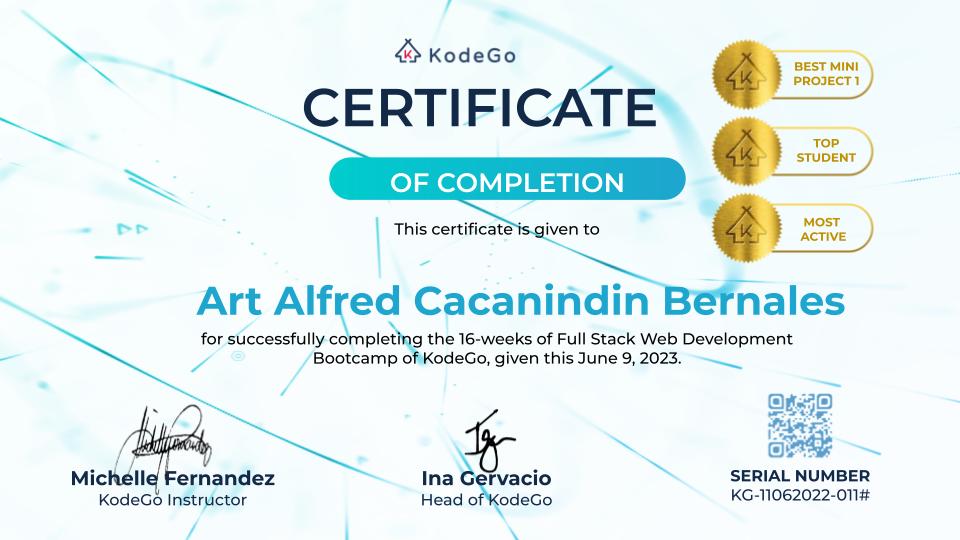 KodeGo
CERTIFICATE
OF COMPLETION
This certificate is given to
BEST MINI
PROJECT 1
TOP
STUDENT
MOST
ACTIVE
Art Alfred Cacanindin Bernales
for successfully completing the 16-weeks of Full Stack Web Development
Bootcamp of KodeGo, given this June 9, 2023.
Michelle Fernandez
KodeGo Instructor
Ina Gervacio
Head of KodeGo
SERIAL NUMBER
KG-11062022-011#